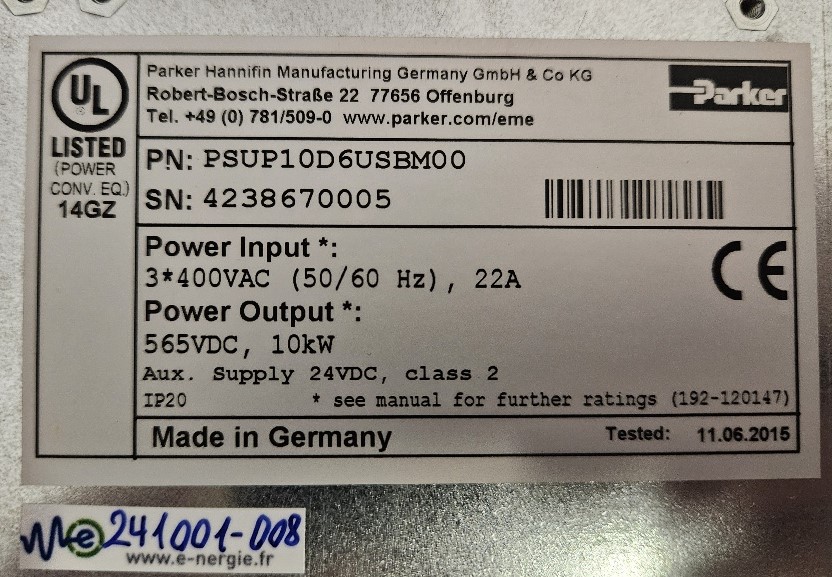 UL
LISTED
(POWER
CONV. EQ.)
14GZ
Parker Hannifin Manufacturing Germany GmbH & Co KG
Robert-Bosch-Straße 22 77656 Offenburg
Tel. +49 (0) 781/509-0 www.parker.com/eme
Parker
PN: PSUP10D6USBM00
SN: 4238670005
Power Input *:
3*400VAC (50/60 Hz), 22A
CE
Power Output *:
565VDC, 10kW
Aux. Supply 24VDC, class 2
IP20 * see manual for further ratings (192-120147)
Made in Germany Tested: 11.06.2015
e 241001-008
www.e-nergie.fr